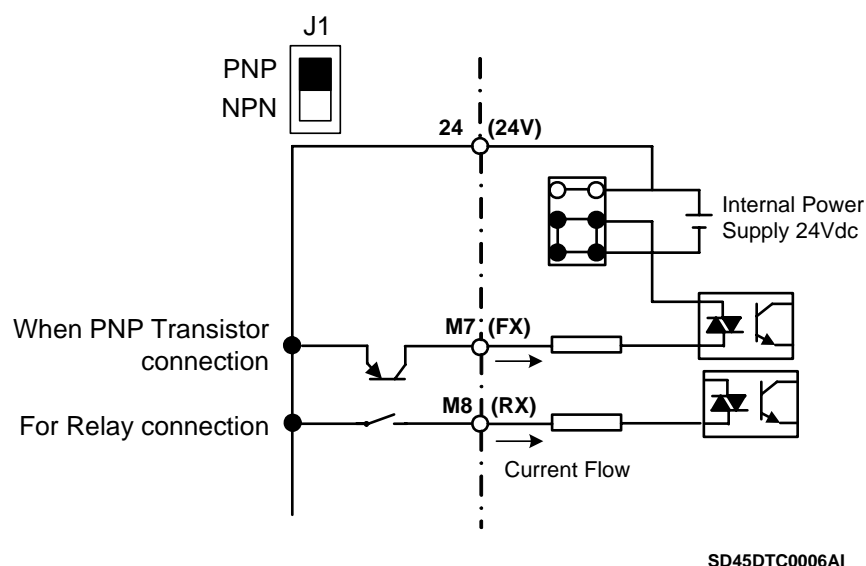 J1
PNP
NPN
24 (24V)
Internal Power
Supply 24Vdc
When PNP Transistor
connection
M7 (FX)
M8 (RX)
For Relay connection
Current Flow
SD45DTC0006AI